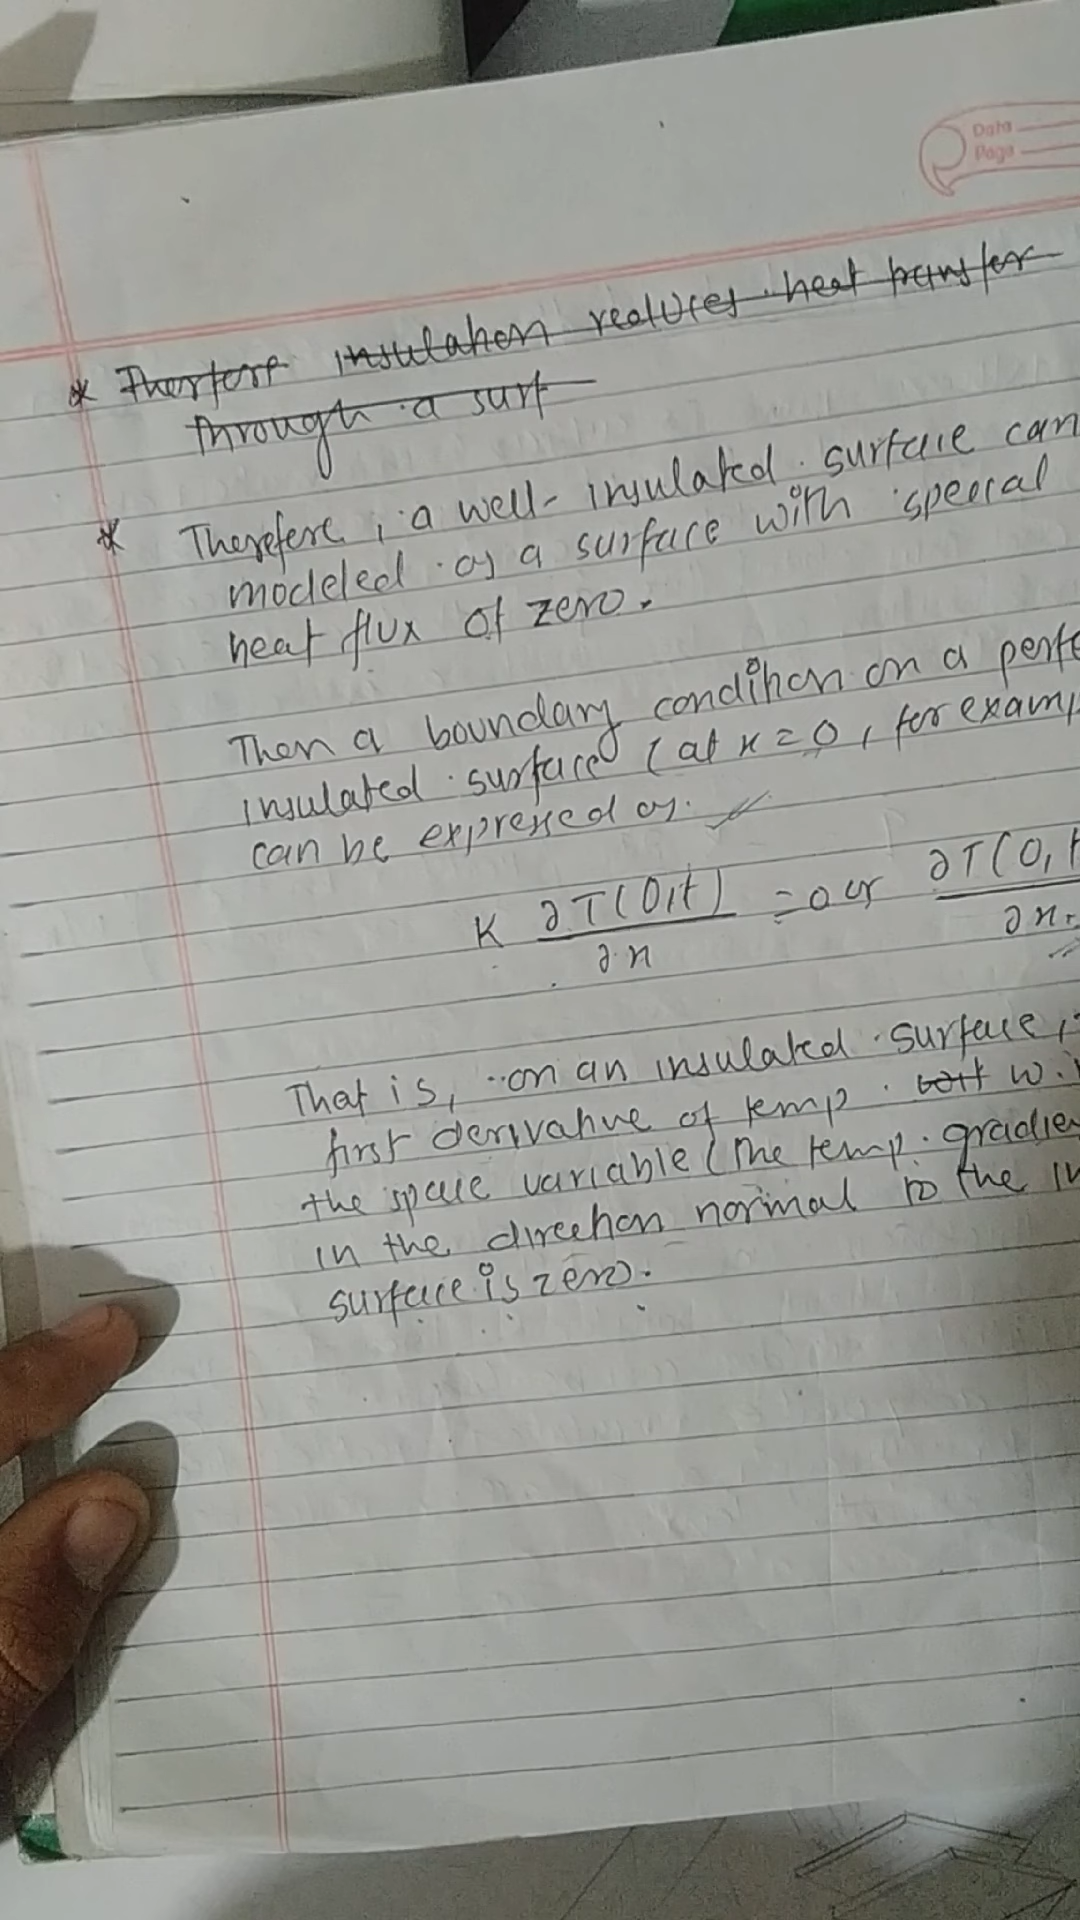 Data
Page
* Therfore insulation reduces heat transfer
through a surf
* Therefere, a well- insulated surface can
modeled as a surface with specal
heat flux of zero.
Then a boundary condition on a perfe
insulated surface (at x=0, for examp
can be expressed as.
K ∂T(0,t) / ∂x =0 or ∂T(0,t / ∂x
That is, on an insulated surface,
first derivative of temp. w.
the space variable (the temp. gradie
in the direction normal to the in
surface is zero.